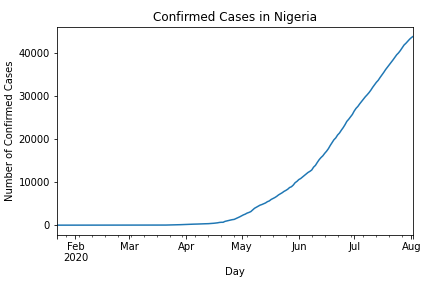 Confirmed Cases in Nigeria
Number of Confirmed Cases
40000
30000
20000
10000
0
Feb Mar Apr May Jun Jul Aug
2020
Day